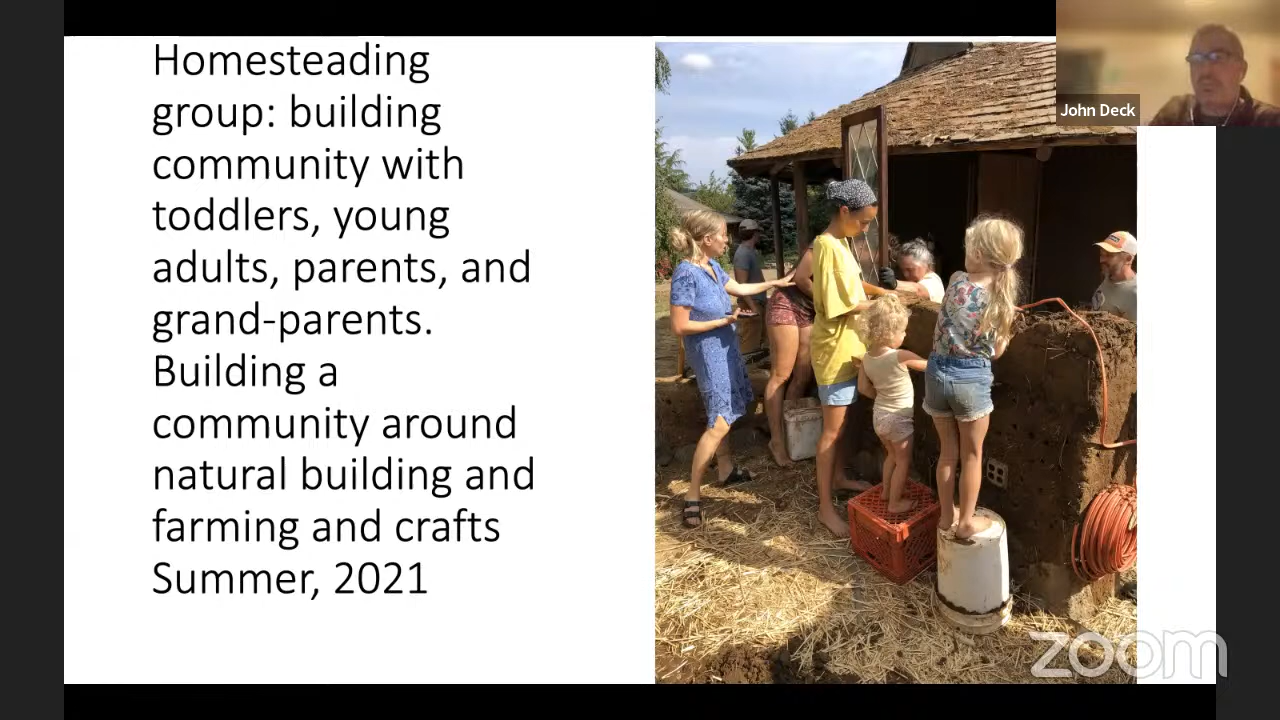 Homesteading
group: building
community with
toddlers, young
adults, parents, and
grand-parents.
Building a
community around
natural building and
farming and crafts
Summer, 2021
John Deck
zoom